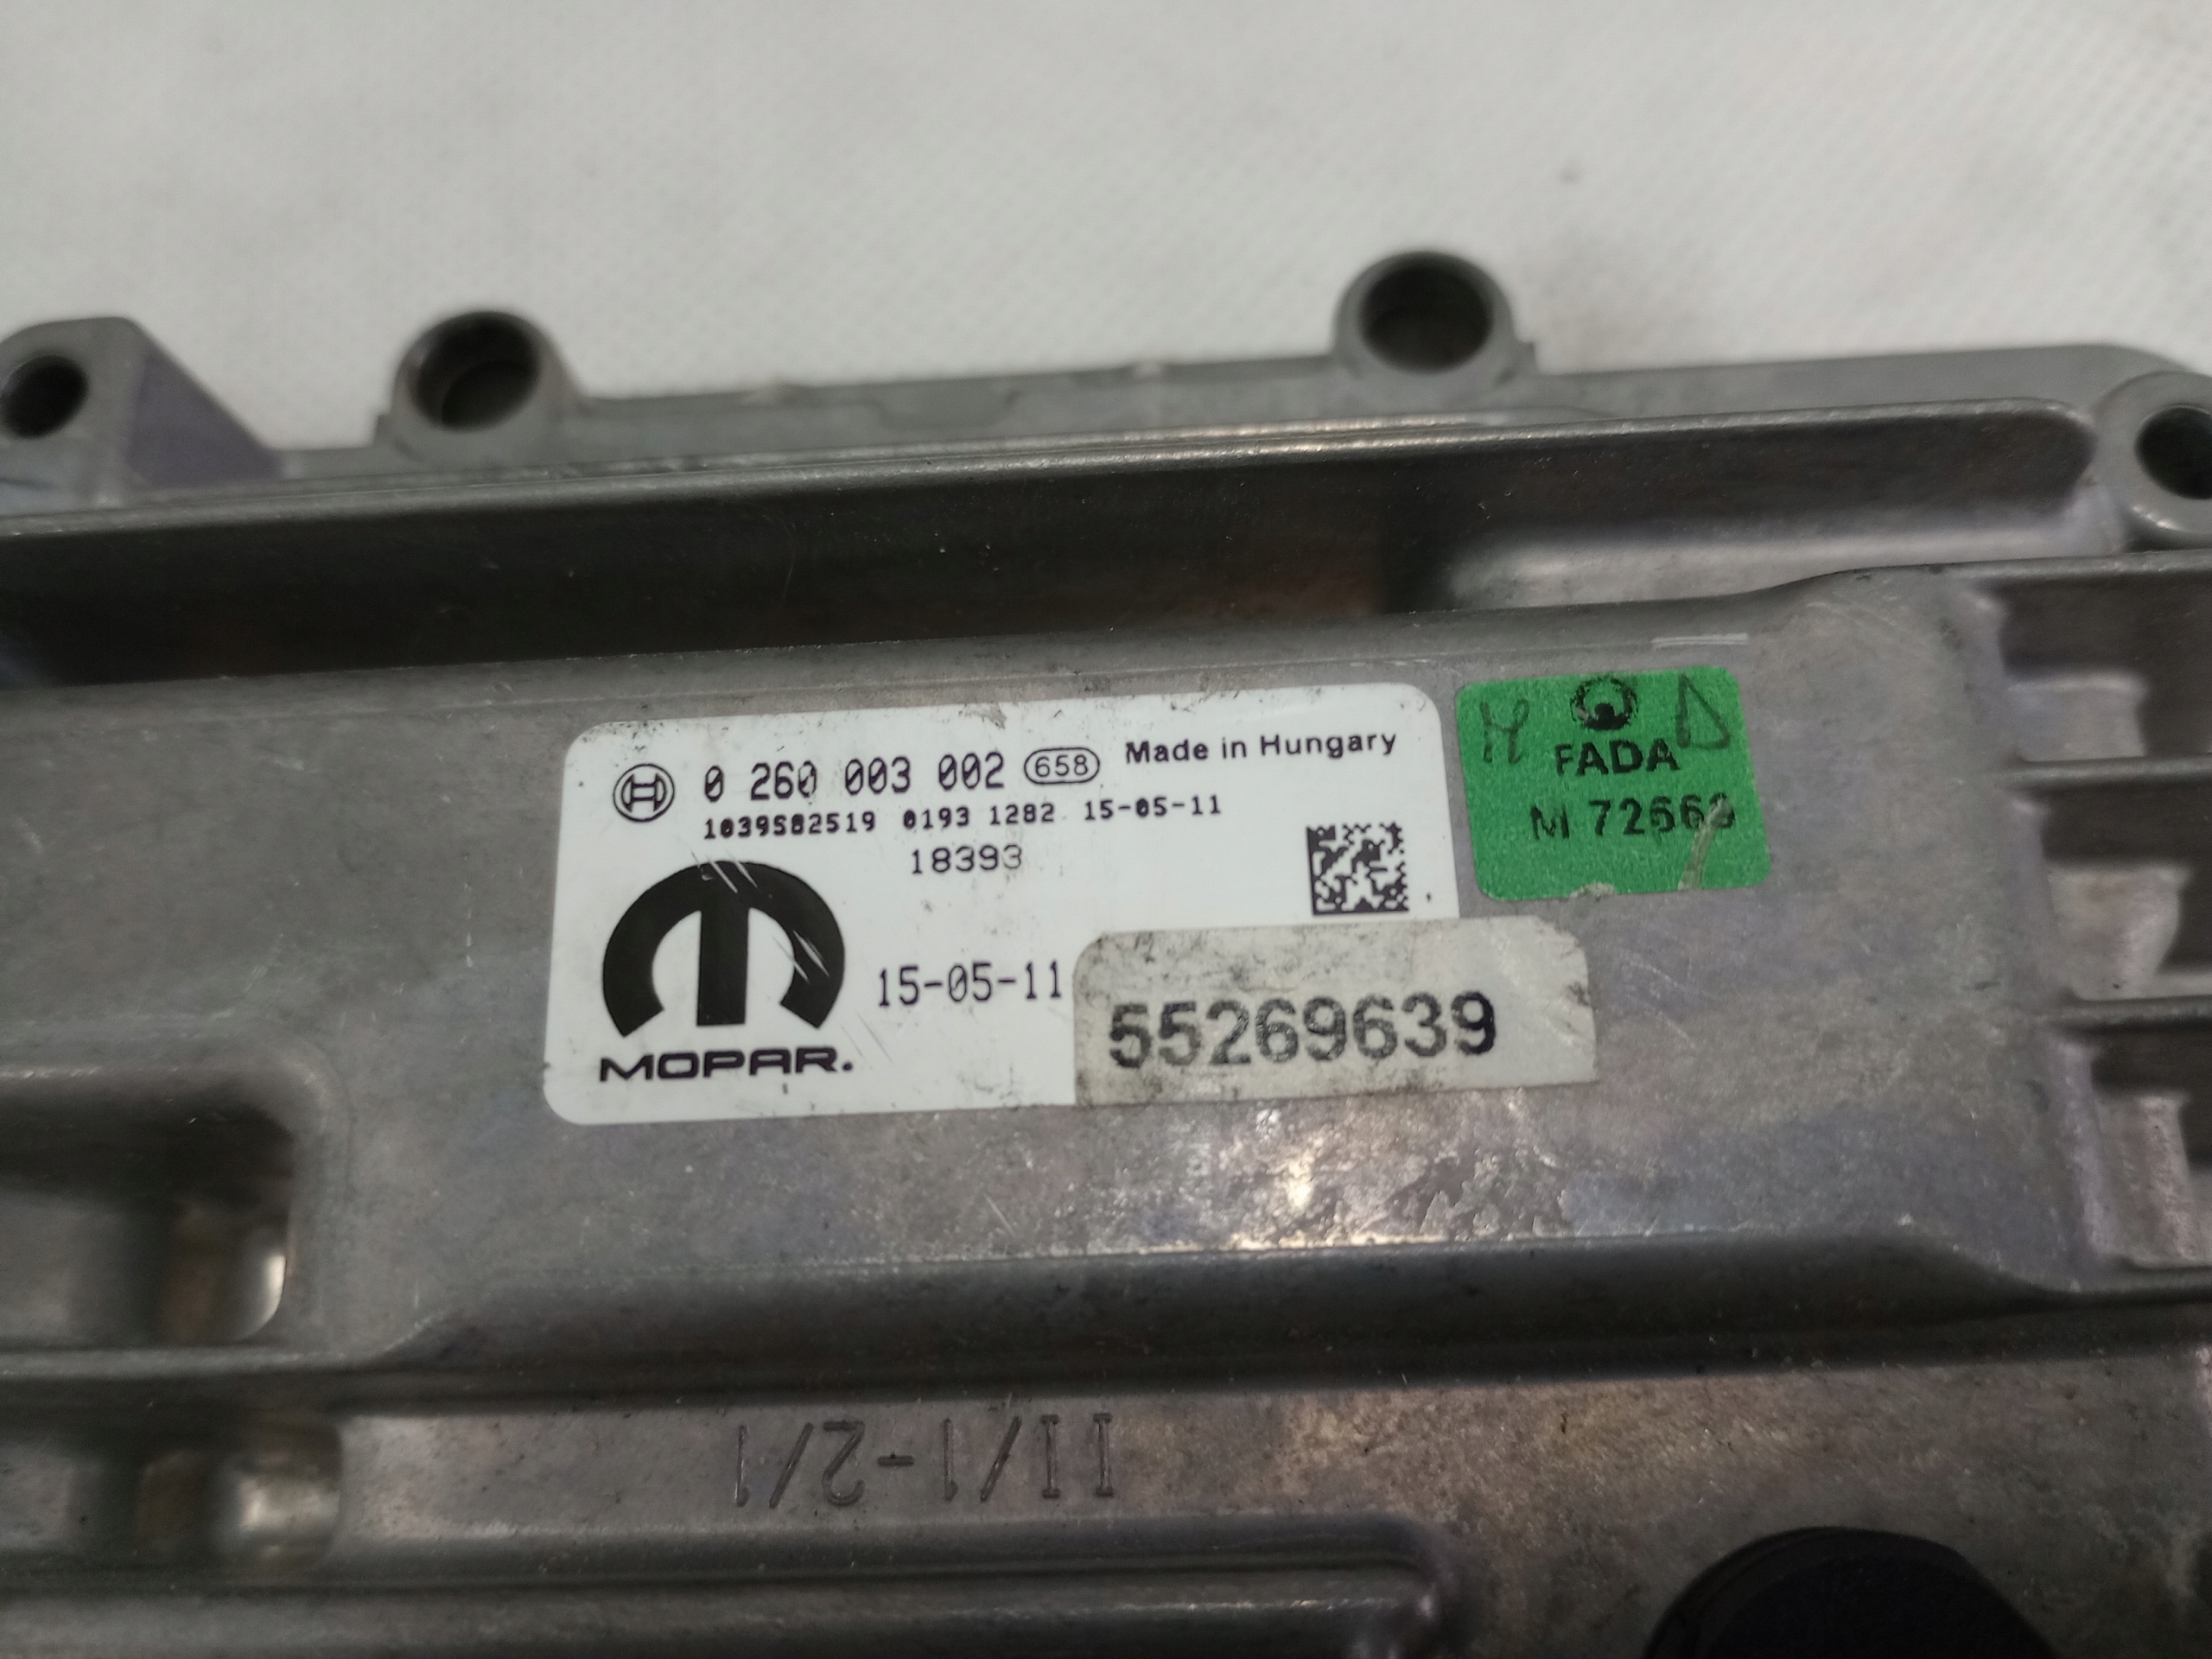 0 260 003 002 658 Made in Hungary
1039S82519 0193 1282 15-05-11
18393
15-05-11
MOPAR.
55269639
FADA
II/1-2/1